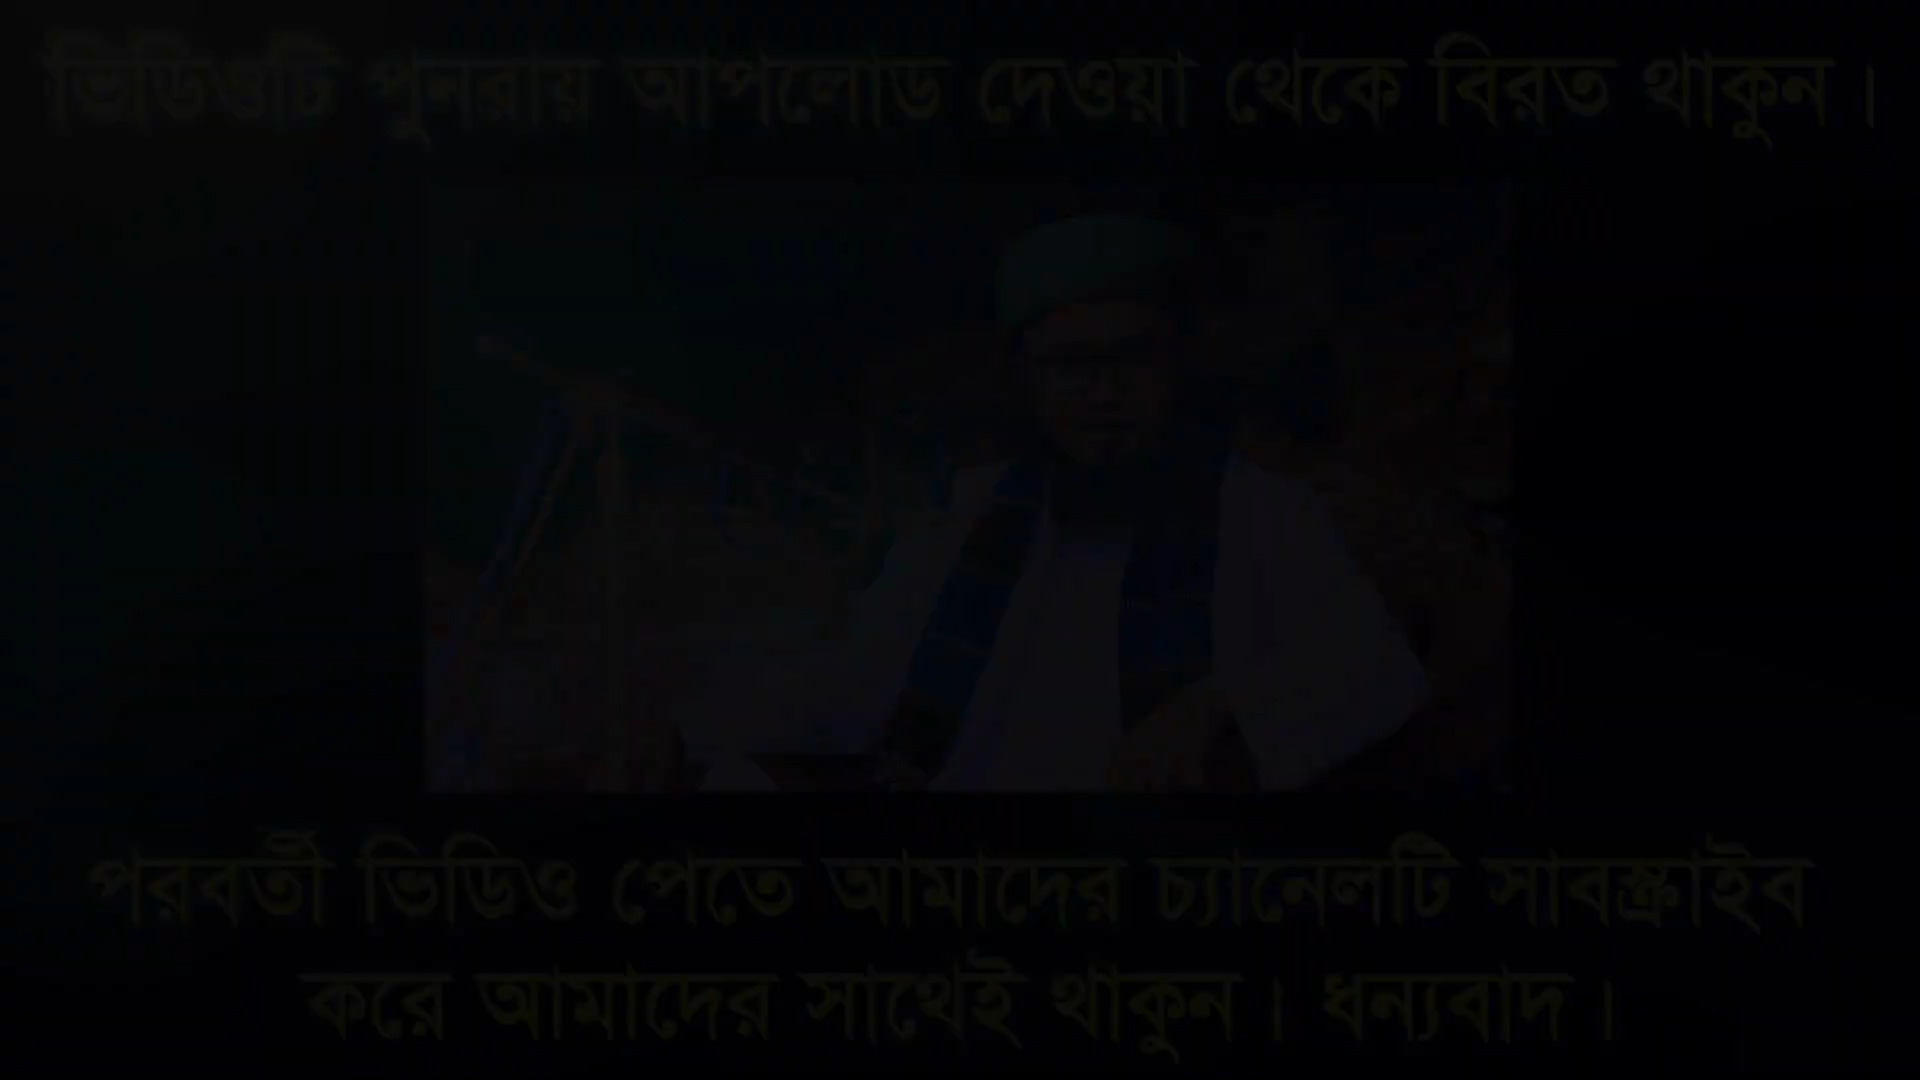 ভিডিওটি পুনরায় আপলোড দেওয়া থেকে বিরত থাকুন ।
পরবর্তী ভিডিও পেতে আমাদের চ্যানেলটি সাবস্ক্রাইব
করে আমাদের সাথেই থাকুন । ধন্যবাদ ।